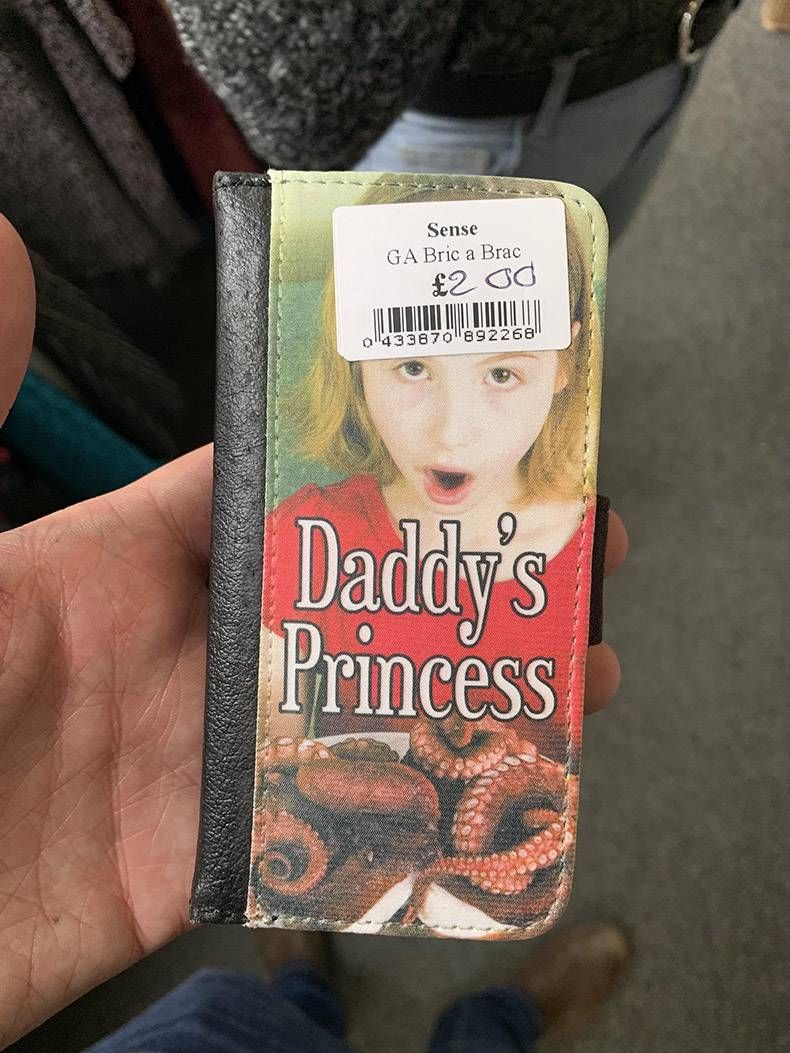 Sense
GA Bric a Brac
£2 00
0 433870 892268
Daddy's
Princess